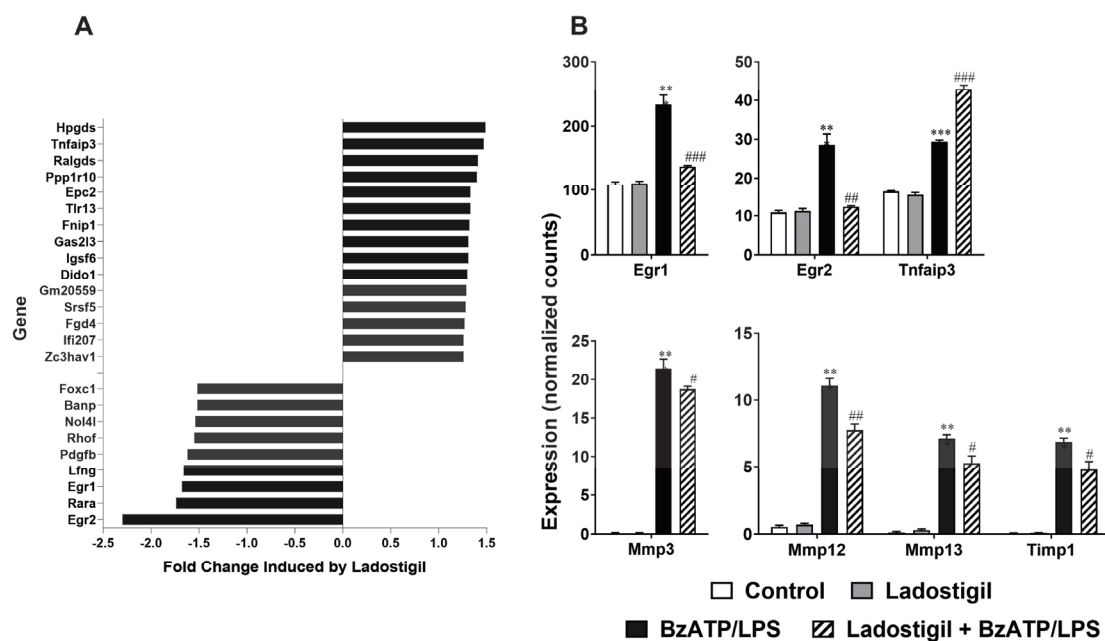 A
B
Gene
Hpgds
Tnfaip3
Ralgds
Ppp1r10
Epc2
Tlr13
Fnip1
Gas2l3
Igsf6
Dido1
Gm20559
Srsf5
Fgd4
Ifi207
Zc3hav1
Foxc1
Banp
Nol4l
Rhof
Pdgfb
Lfng
Egr1
Rara
Egr2
-2.5 -2.0 -1.5 -1.0 -0.5 0.0 0.5 1.0 1.5
Fold Change Induced by Ladostigil
Expression (normalized counts)
300
200
100
0
**
*
###
Egr1
50
40
30
20
10
0
**
##
***
###
Egr2 Tnfaip3
25
20
15
10
5
0
**
#
Mmp3
15
10
5
0
**
##
**
#
**
#
Mmp12 Mmp13 Timp1
Control Ladostigil
BzATP/LPS Ladostigil + BzATP/LPS